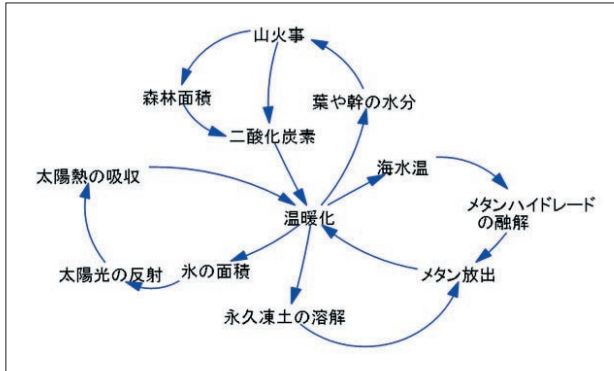 山火事
森林面積
葉や幹の水分
二酸化炭素
海水温
太陽熱の吸収
メタンハイドレード
の融解
温暖化
太陽光の反射
氷の面積
メタン放出
永久凍土の溶解